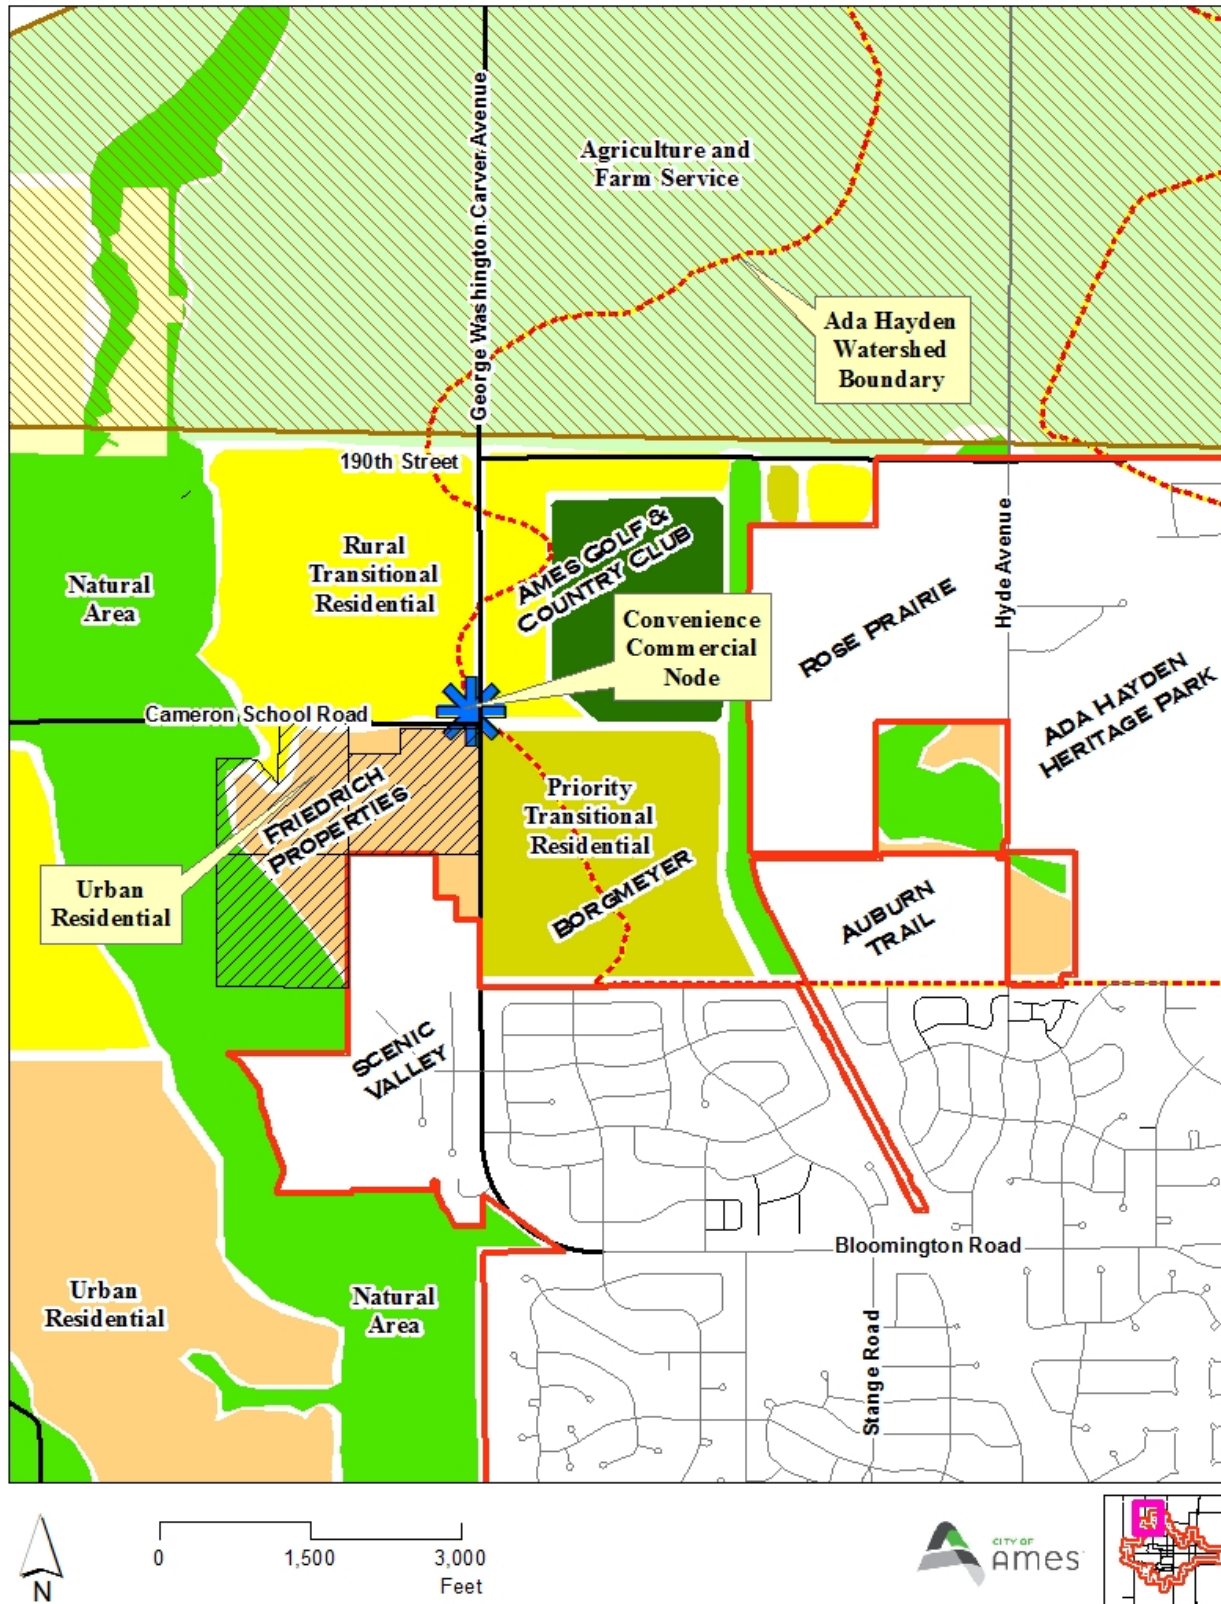 George Washington Carver Avenue
Agriculture and
Farm Service
Ada Hayden
Watershed
Boundary
190th Street
Rural
Transitional
Residential
AMES GOLF &
COUNTRY CLUB
Natural
Area
Convenience
Commercial
Node
ROSE PRAIRIE
Hyde Avenue
ADA HAYDEN
HERITAGE PARK
Cameron School Road
FRIEDRICH
PROPERTIES
Priority
Transitional
Residential
BORGMEYER
Urban
Residential
AUBURN
TRAIL
SCENIC
VALLEY
Bloomington Road
Urban
Residential
Natural
Area
Stange Road
N
0 1,500 3,000
Feet
CITY OF
Ames